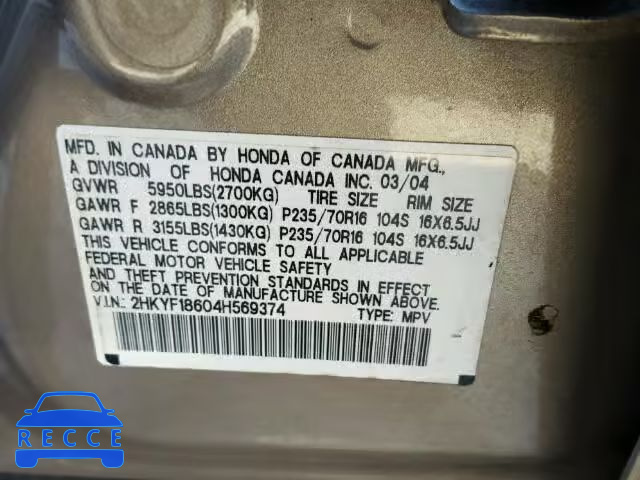 MFD. IN CANADA BY HONDA OF CANADA MFG.,
A DIVISION OF HONDA CANADA INC. 03/04
GVWR 5950LBS(2700KG) TIRE SIZE RIM SIZE
GAWR F 2865LBS(1300KG) P235/70R16 104S 16X6.5JJ
GAWR R 3155LBS(1430KG) P235/70R16 104S 16X6.5JJ
THIS VEHICLE CONFORMS TO ALL APPLICABLE
FEDERAL MOTOR VEHICLE SAFETY
AND THEFT PREVENTION STANDARDS IN EFFECT
ON THE DATE OF MANUFACTURE SHOWN ABOVE.
V.I.N.: 2HKYF18604H569374 TYPE: MPV
RECCE